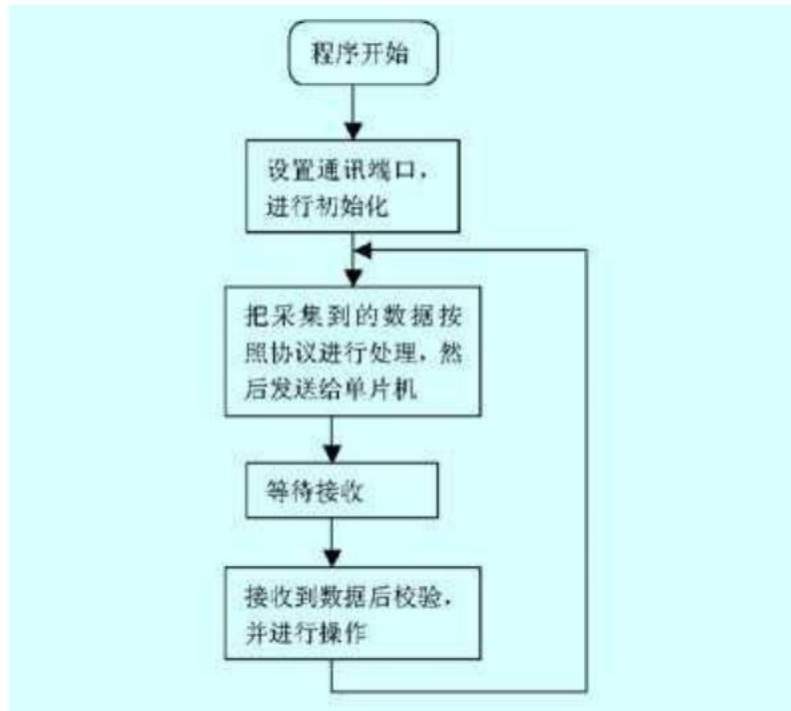 程序开始
设置通讯端口,
进行初始化
把采集到的数据按
照协议进行处理,然
后发送给单片机
等待接收
接收到数据后校验,
并进行操作